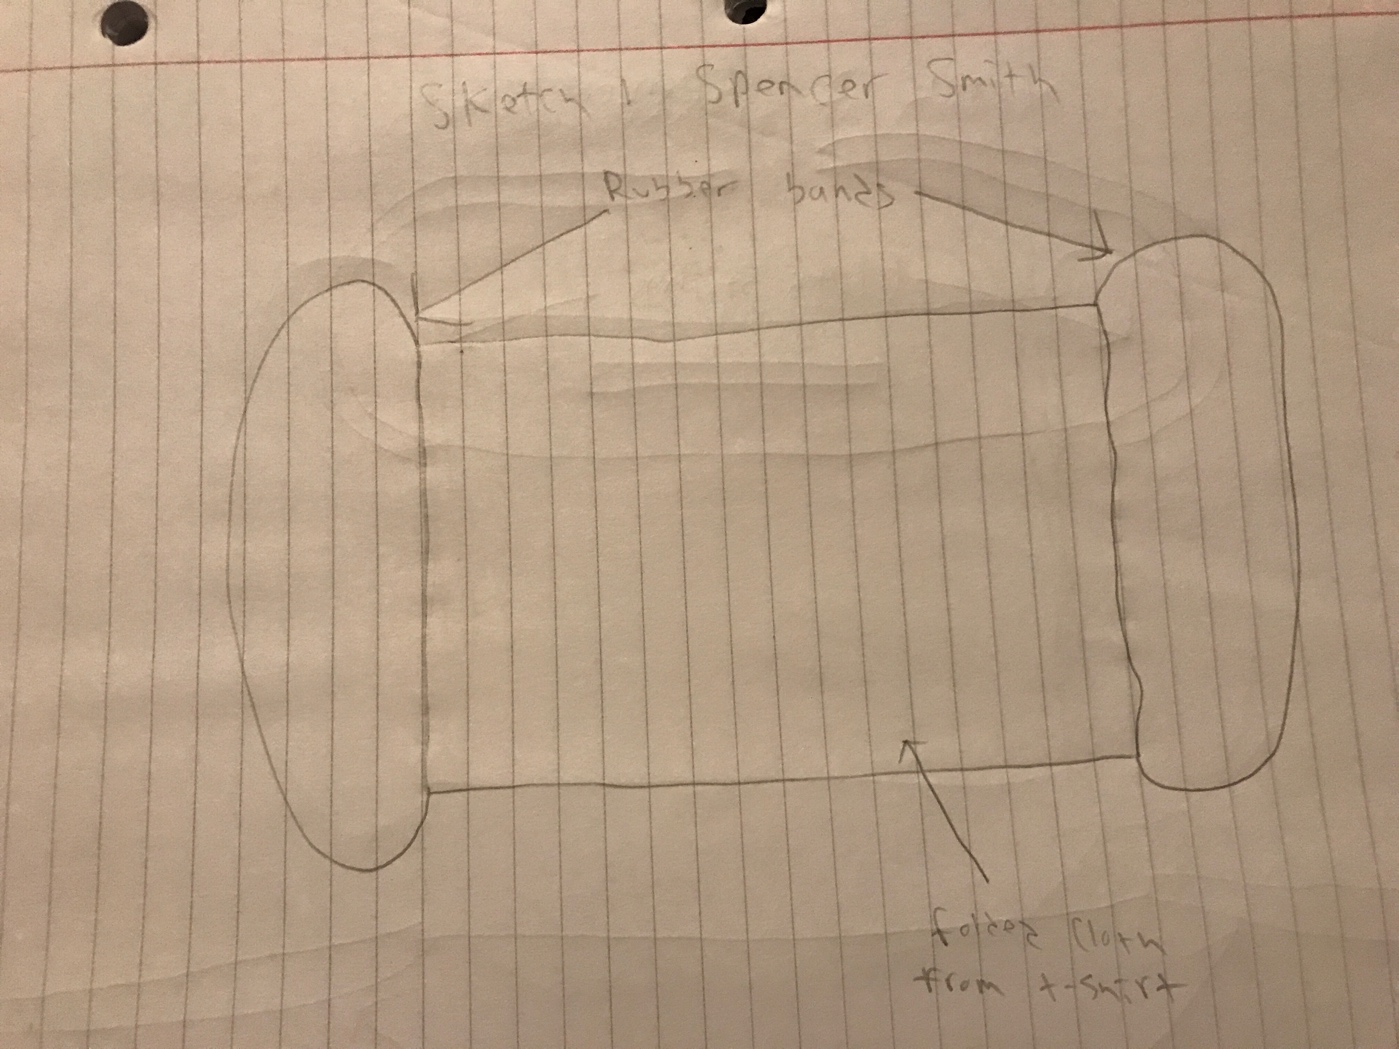 Sketch 1 Spencer Smith
Rubber bands
folded cloth
from t-shirt